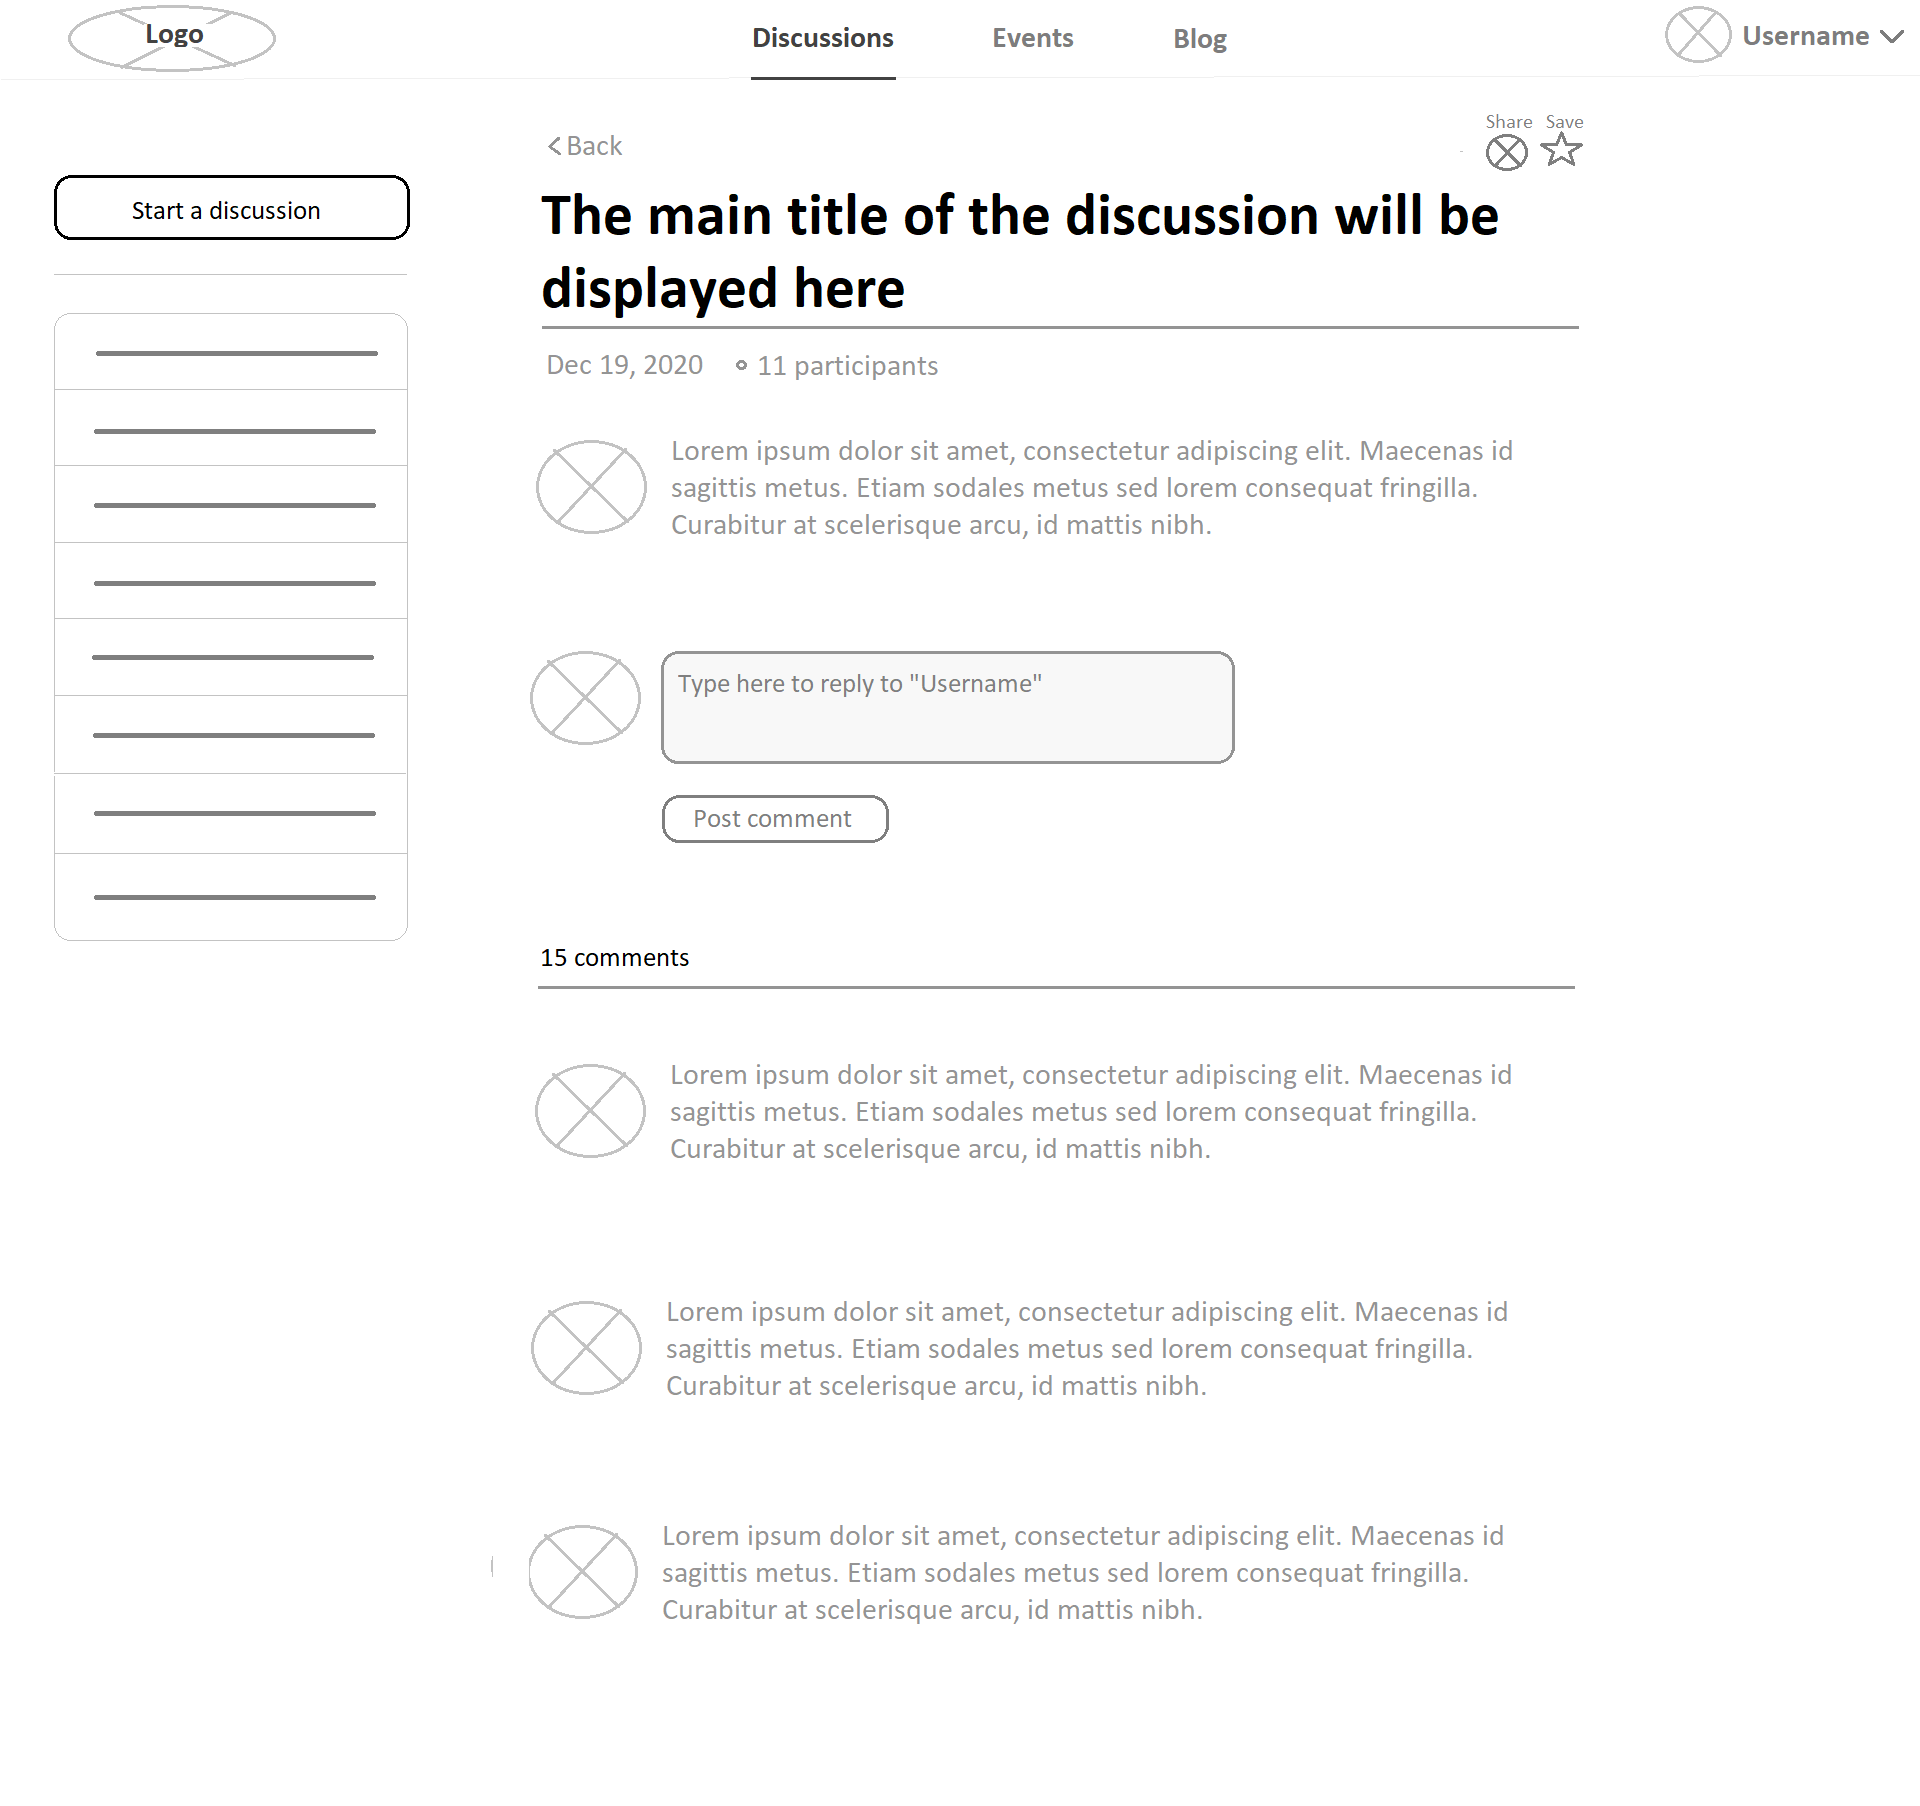 Logo
Discussions
Events
Blog
Username
Share
Save
Back
Start a discussion
The main title of the discussion will be
displayed here
Dec 19, 2020
11 participants
Lorem ipsum dolor sit amet, consectetur adipiscing elit. Maecenas id
sagittis metus. Etiam sodales metus sed lorem consequat fringilla.
Curabitur at scelerisque arcu, id mattis nibh.
Type here to reply to "Username"
Post comment
15 comments
Lorem ipsum dolor sit amet, consectetur adipiscing elit. Maecenas id
sagittis metus. Etiam sodales metus sed lorem consequat fringilla.
Curabitur at scelerisque arcu, id mattis nibh.
Lorem ipsum dolor sit amet, consectetur adipiscing elit. Maecenas id
sagittis metus. Etiam sodales metus sed lorem consequat fringilla.
Curabitur at scelerisque arcu, id mattis nibh.
Lorem ipsum dolor sit amet, consectetur adipiscing elit. Maecenas id
sagittis metus. Etiam sodales metus sed lorem consequat fringilla.
Curabitur at scelerisque arcu, id mattis nibh.